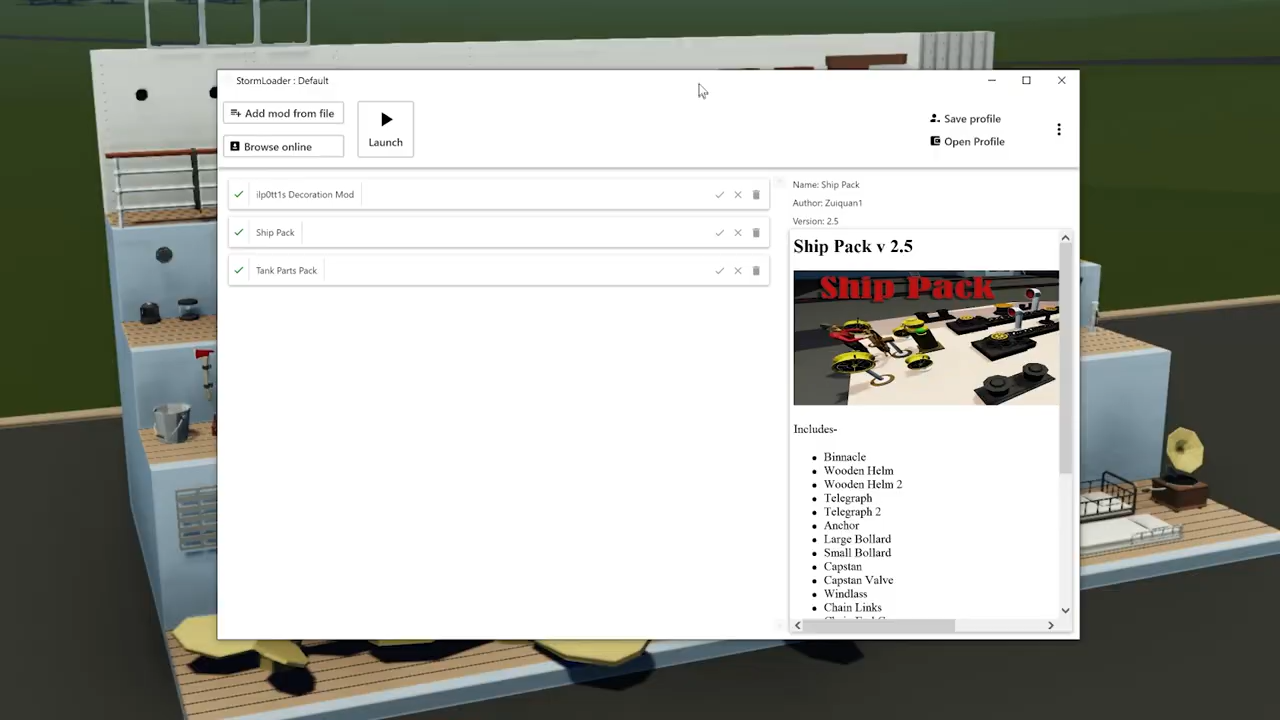 StormLoader : Default
Add mod from file
Browse online
Launch
Save profile
Open Profile
ilp0tt1s Decoration Mod
Ship Pack
Tank Parts Pack
Name: Ship Pack
Author: Zuiquan1
Version: 2.5
Ship Pack v 2.5
Ship Pack
Includes-
Binnacle
Wooden Helm
Wooden Helm 2
Telegraph
Telegraph 2
Anchor
Large Bollard
Small Bollard
Capstan
Capstan Valve
Windlass
Chain Links